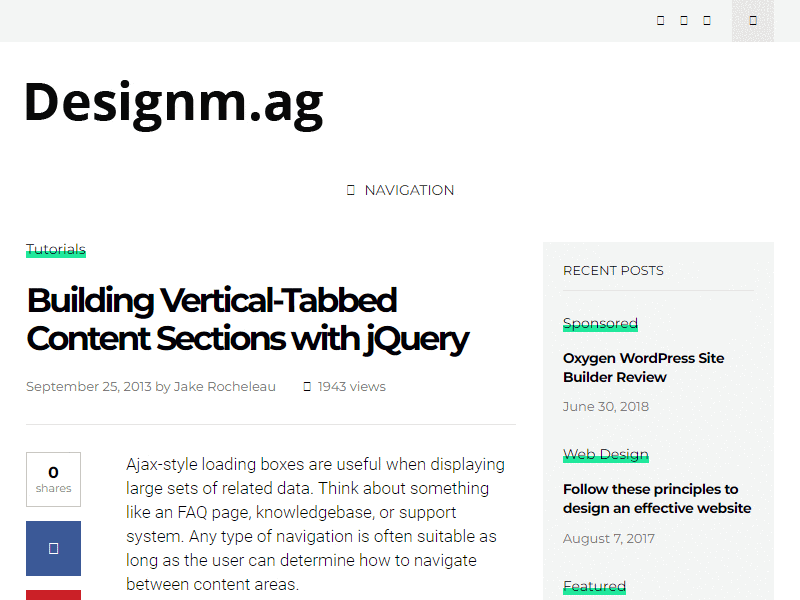 Designm.ag
NAVIGATION
Tutorials
Building Vertical-Tabbed
Content Sections with jQuery
September 25, 2013 by Jake Rocheleau 1943 views
0
shares
Ajax-style loading boxes are useful when displaying
large sets of related data. Think about something
like an FAQ page, knowledgebase, or support
system. Any type of navigation is often suitable as
long as the user can determine how to navigate
between content areas.
RECENT POSTS
Sponsored
Oxygen WordPress Site
Builder Review
June 30, 2018
Web Design
Follow these principles to
design an effective website
August 7, 2017
Featured